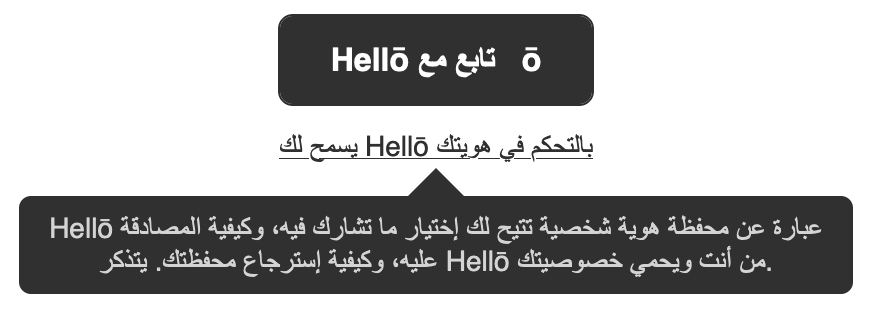 ō تابع مع Hellō
يسمح لك Hellō بالتحكم في هويتك
Hellō عبارة عن محفظة هوية شخصية تتيح لك إختيار ما تشارك فيه، وكيفية المصادقة
عليه، وكيفية إسترجاع محفظتك. يتذكر Hellō من أنت ويحمي خصوصيتك.